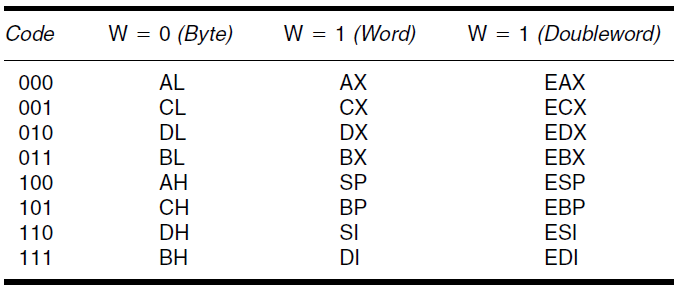 Code W = 0 (Byte) W = 1 (Word) W = 1 (Doubleword)
000 AL AX EAX
001 CL CX ECX
010 DL DX EDX
011 BL BX EBX
100 AH SP ESP
101 CH BP EBP
110 DH SI ESI
111 BH DI EDI